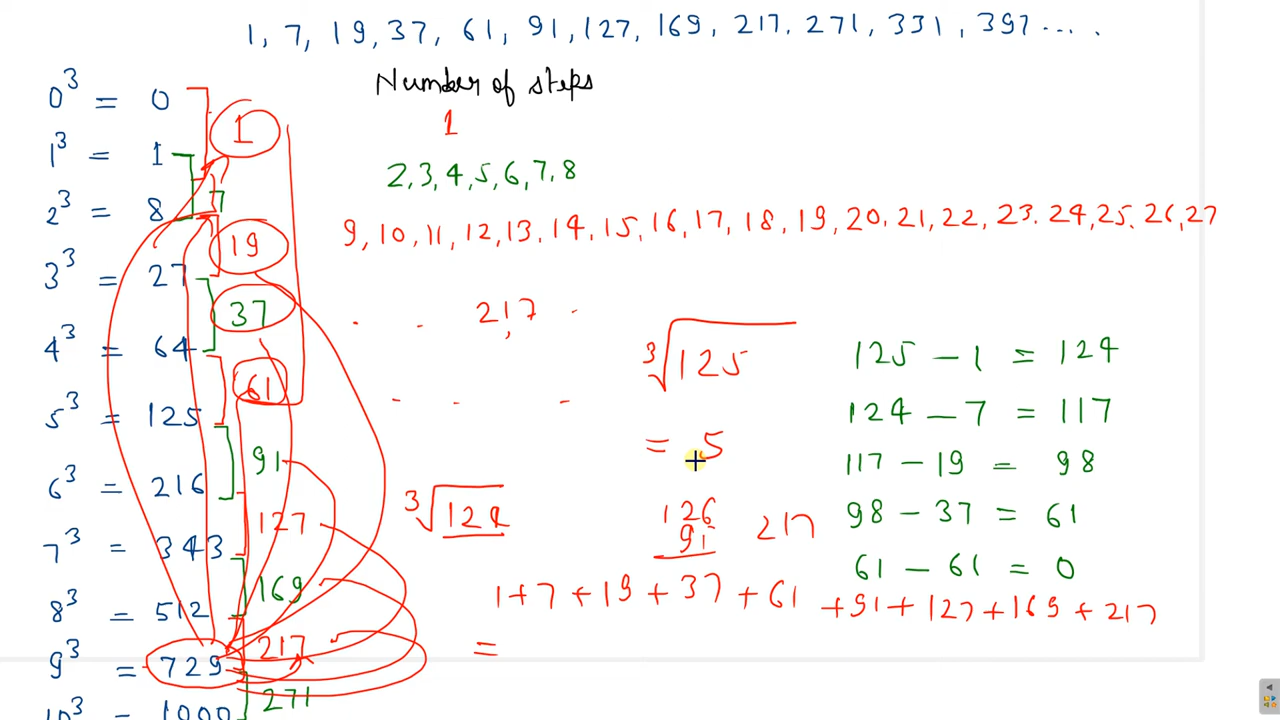 1, 7, 19, 37, 61, 91, 127, 169, 217, 271, 331, 397 ....
Number of steps
1
2,3,4,5,6,7,8
9, 10, 11, 12, 13, 14, 15, 16, 17, 18, 19, 20, 21, 22, 23, 24, 25, 26, 27
. . 217 .
, 
. . .
0³ = 0
1
1³ = 1
7
2³ = 8
19
3³ = 27
37
4³ = 64
61
5³ = 125
91
6³ = 216
127
7³ = 343
169
8³ = 512
217
9³ = 729
271
10³ = 1000
∛125
= 5
∛124
126
91
217
125 – 1 = 124
124 – 7 = 117
117 – 19 = 98
98 – 37 = 61
61 – 61 = 0
1+7+19+37+61+91+127+169+217
=